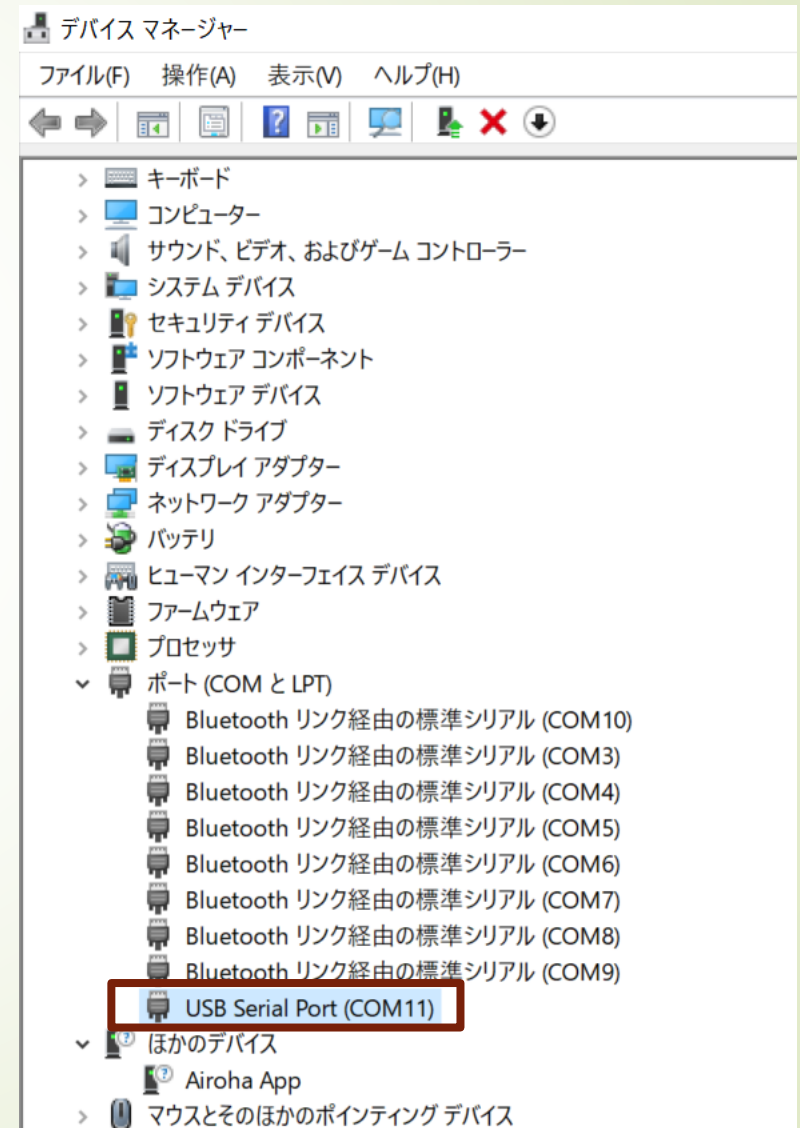 デバイス マネージャー
ファイル(F) 操作(A) 表示(V) ヘルプ(H)
キーボード
コンピューター
サウンド、ビデオ、およびゲーム コントローラー
システム デバイス
セキュリティ デバイス
ソフトウェア コンポーネント
ソフトウェア デバイス
ディスク ドライブ
ディスプレイ アダプター
ネットワーク アダプター
バッテリ
ヒューマン インターフェイス デバイス
ファームウェア
プロセッサ
ポート (COM と LPT)
Bluetooth リンク経由の標準シリアル (COM10)
Bluetooth リンク経由の標準シリアル (COM3)
Bluetooth リンク経由の標準シリアル (COM4)
Bluetooth リンク経由の標準シリアル (COM5)
Bluetooth リンク経由の標準シリアル (COM6)
Bluetooth リンク経由の標準シリアル (COM7)
Bluetooth リンク経由の標準シリアル (COM8)
Bluetooth リンク経由の標準シリアル (COM9)
USB Serial Port (COM11)
ほかのデバイス
Airoha App
マウスとそのほかのポインティング デバイス